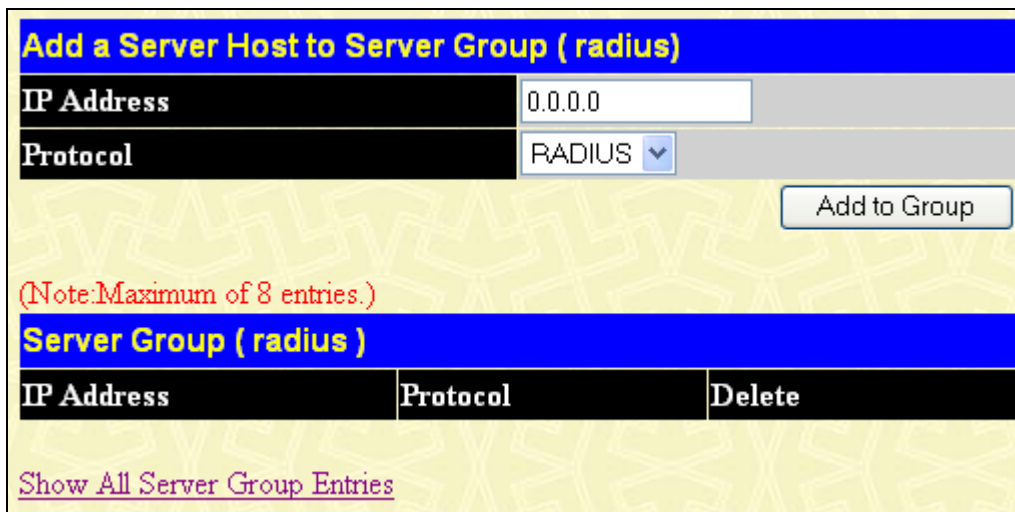 Add a Server Host to Server Group ( radius)
IP Address 0.0.0.0
Protocol RADIUS
Add to Group
(Note:Maximum of 8 entries.)
Server Group ( radius )
IP Address Protocol Delete
Show All Server Group Entries